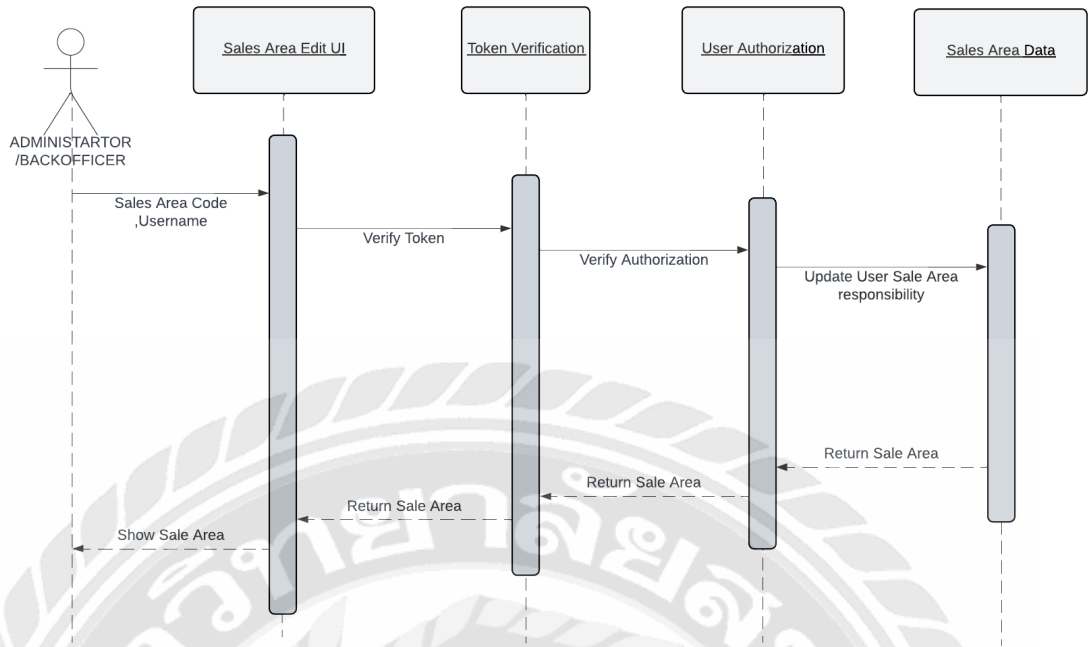 Sales Area Edit UI
Token Verification
User Authorization
Sales Area Data
ADMINISTARTOR
/BACKOFFICER
Sales Area Code
,Username
Verify Token
Verify Authorization
Update User Sale Area
responsibility
Return Sale Area
Return Sale Area
Return Sale Area
Show Sale Area